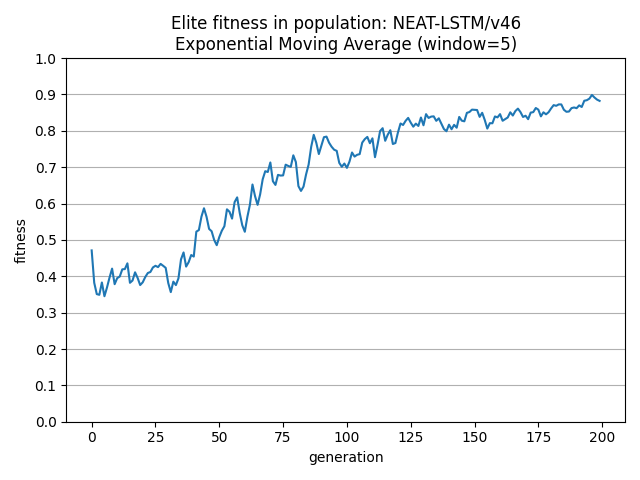 Elite fitness in population: NEAT-LSTM/v46
Exponential Moving Average (window=5)
1.0
0.9
0.8
0.7
0.6
0.5
0.4
0.3
0.2
0.1
0.0
fitness
0 25 50 75 100 125 150 175 200
generation